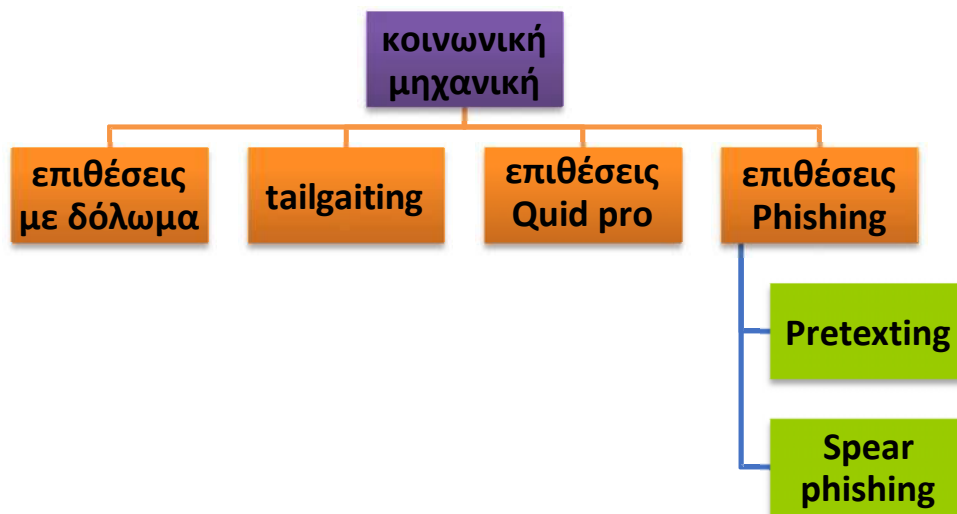 κοινωνική
μηχανική
επιθέσεις
με δόλωμα
tailgaiting
επιθέσεις
Quid pro
επιθέσεις
Phishing
Pretexting
Spear
phishing